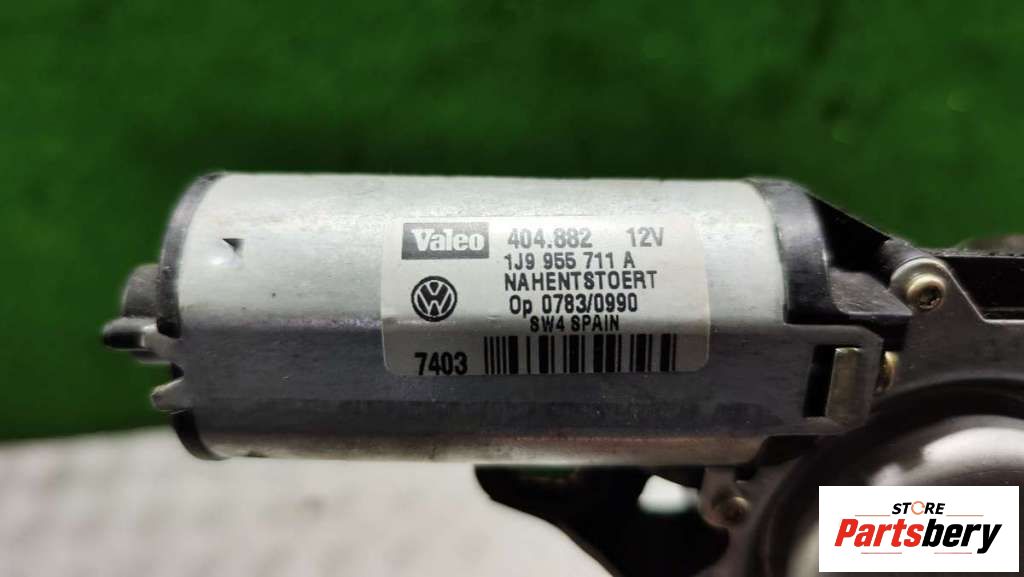 Valeo 404.882 12V
1J9 955 711 A
NAHENTSTOERT
Op 0783/0990
SW4 SPAIN
7403
STORE
Partsbery